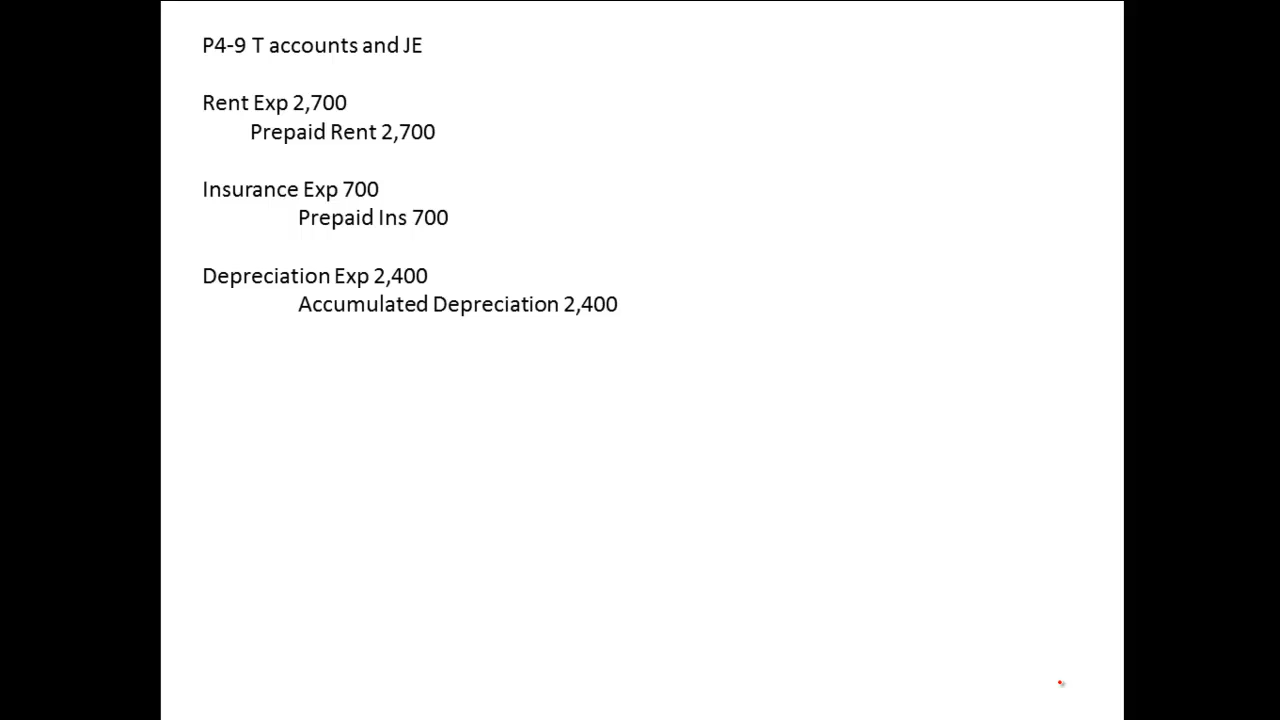 P4-9 T accounts and JE
Rent Exp 2,700
Prepaid Rent 2,700
Insurance Exp 700
Prepaid Ins 700
Depreciation Exp 2,400
Accumulated Depreciation 2,400